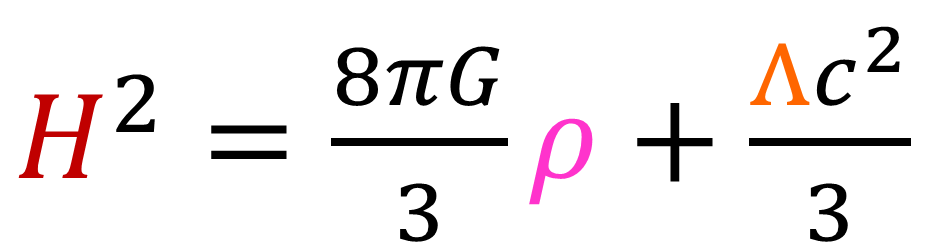 H² = 8πG/3 ρ + Λc²/3